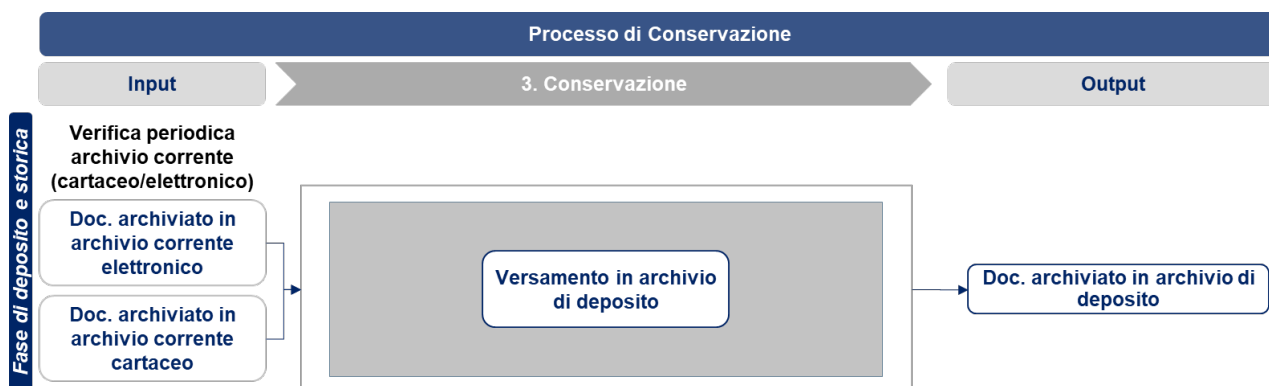 Processo di Conservazione
Input
3. Conservazione
Output
Fase di deposito e storica
Verifica periodica
archivio corrente
(cartaceo/elettronico)
Doc. archiviato in
archivio corrente
elettronico
Doc. archiviato in
archivio corrente
cartaceo
Versamento in archivio
di deposito
Doc. archiviato in archivio di
deposito